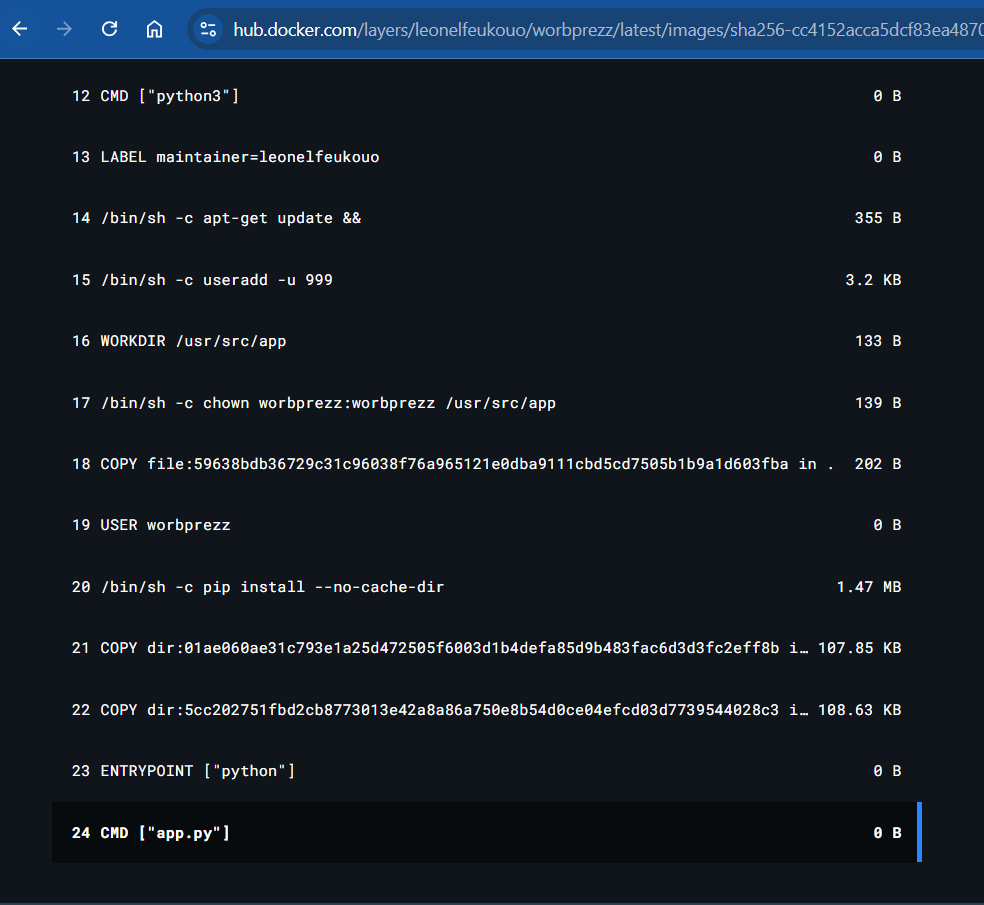 hub.docker.com/layers/leonelfeukouo/worbprezz/latest/images/sha256-cc4152acca5dcf83ea4870
12 CMD ["python3"] 0 B
13 LABEL maintainer=leonelfeukouo 0 B
14 /bin/sh -c apt-get update && 355 B
15 /bin/sh -c useradd -u 999 3.2 KB
16 WORKDIR /usr/src/app 133 B
17 /bin/sh -c chown worbprezz:worbprezz /usr/src/app 139 B
18 COPY file:59638bdb36729c31c96038f76a965121e0dba9111cbd5cd7505b1b9a1d603fba in . 202 B
19 USER worbprezz 0 B
20 /bin/sh -c pip install --no-cache-dir 1.47 MB
21 COPY dir:01ae060ae31c793e1a25d472505f6003d1b4defa85d9b483fac6d3d3fc2eff8b i… 107.85 KB
22 COPY dir:5cc202751fbd2cb8773013e42a8a86a750e8b54d0ce04efcd03d7739544028c3 i… 108.63 KB
23 ENTRYPOINT ["python"] 0 B
24 CMD ["app.py"] 0 B